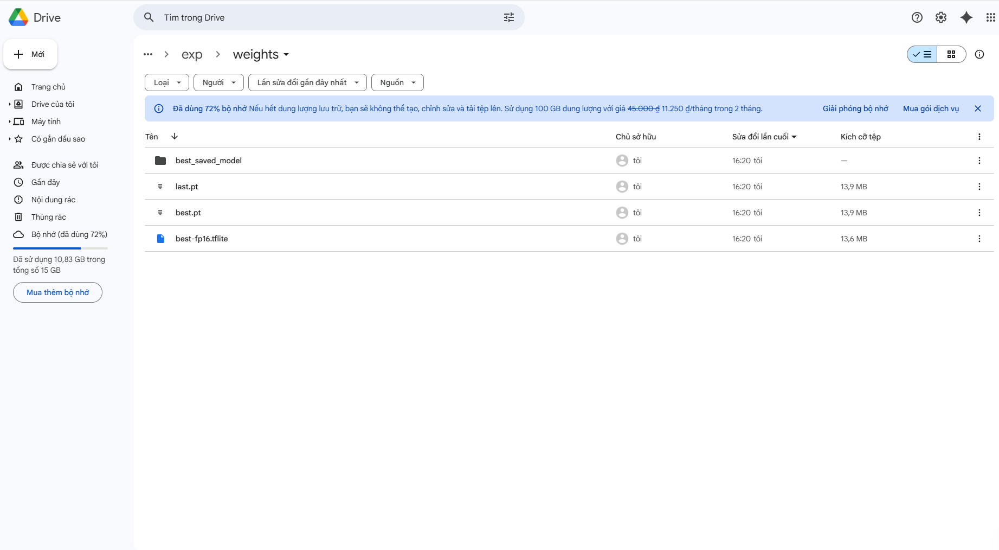 Drive
Tìm trong Drive
Mới
Trang chủ
Drive của tôi
Máy tính
Có gắn dấu sao
Được chia sẻ với tôi
Gần đây
Nội dung rác
Thùng rác
Bộ nhớ (đã dùng 72%)
Đã sử dụng 10,83 GB trong
tổng số 15 GB
Mua thêm bộ nhớ
exp
weights
Loại
Người
Lần sửa đổi gần đây nhất
Nguồn
Đã dùng 72% bộ nhớ Nếu hết dung lượng lưu trữ, bạn sẽ không thể tạo, chỉnh sửa và tải tệp lên. Sử dụng 100 GB dung lượng với giá 45.000 ₫ 11.250 ₫/tháng trong 2 tháng. Giải phóng bộ nhớ Mua gói dịch vụ
Tên Chủ sở hữu Sửa đổi lần cuối Kích cỡ tệp
best_saved_model tôi 16:20 tôi —
last.pt tôi 16:20 tôi 13,9 MB
best.pt tôi 16:20 tôi 13,9 MB
best-fp16.tflite tôi 16:20 tôi 13,6 MB